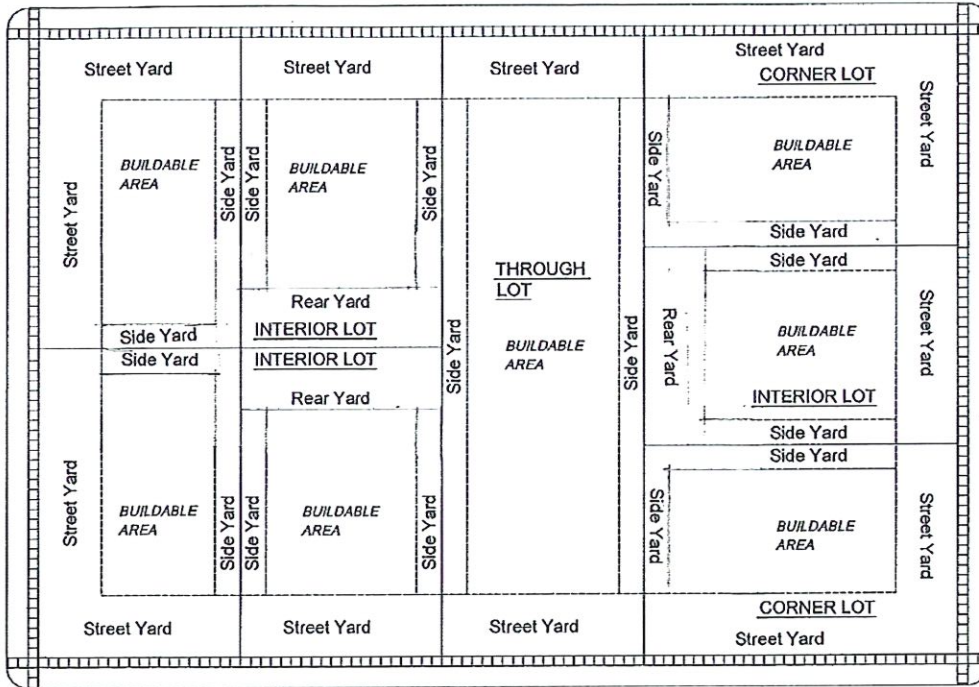 Street Yard
Street Yard
Street Yard
Street Yard
CORNER LOT
Street Yard
BUILDABLE
AREA
Side Yard
Side Yard
BUILDABLE
AREA
Side Yard
Side Yard
BUILDABLE
AREA
Street Yard
Side Yard
Side Yard
THROUGH
LOT
Rear Yard
INTERIOR LOT
Side Yard
Side Yard
INTERIOR LOT
Rear Yard
Side Yard
BUILDABLE
AREA
Side Yard
Rear Yard
BUILDABLE
AREA
Street Yard
INTERIOR LOT
Side Yard
Side Yard
Street Yard
BUILDABLE
AREA
Side Yard
Side Yard
BUILDABLE
AREA
Side Yard
Side Yard
BUILDABLE
AREA
Street Yard
CORNER LOT
Street Yard
Street Yard
Street Yard
Street Yard